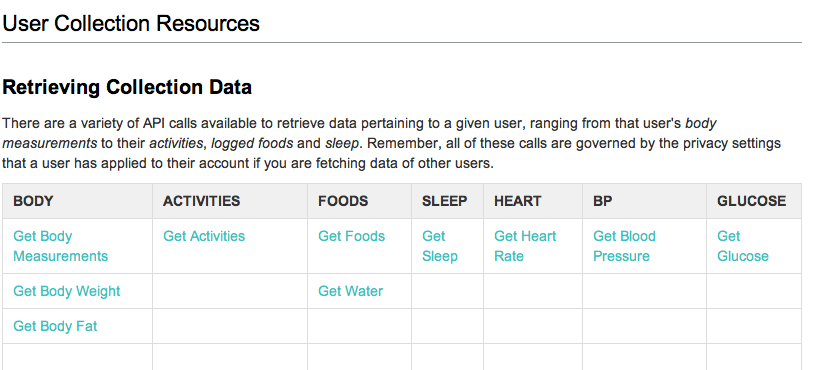 User Collection Resources
Retrieving Collection Data
There are a variety of API calls available to retrieve data pertaining to a given user, ranging from that user's body
measurements to their activities, logged foods and sleep. Remember, all of these calls are governed by the privacy settings
that a user has applied to their account if you are fetching data of other users.
BODY ACTIVITIES FOODS SLEEP HEART BP GLUCOSE
Get Body Get Activities Get Foods Get Get Heart Get Blood Get
Measurements Sleep Rate Pressure Glucose
Get Body Weight Get Water
Get Body Fat